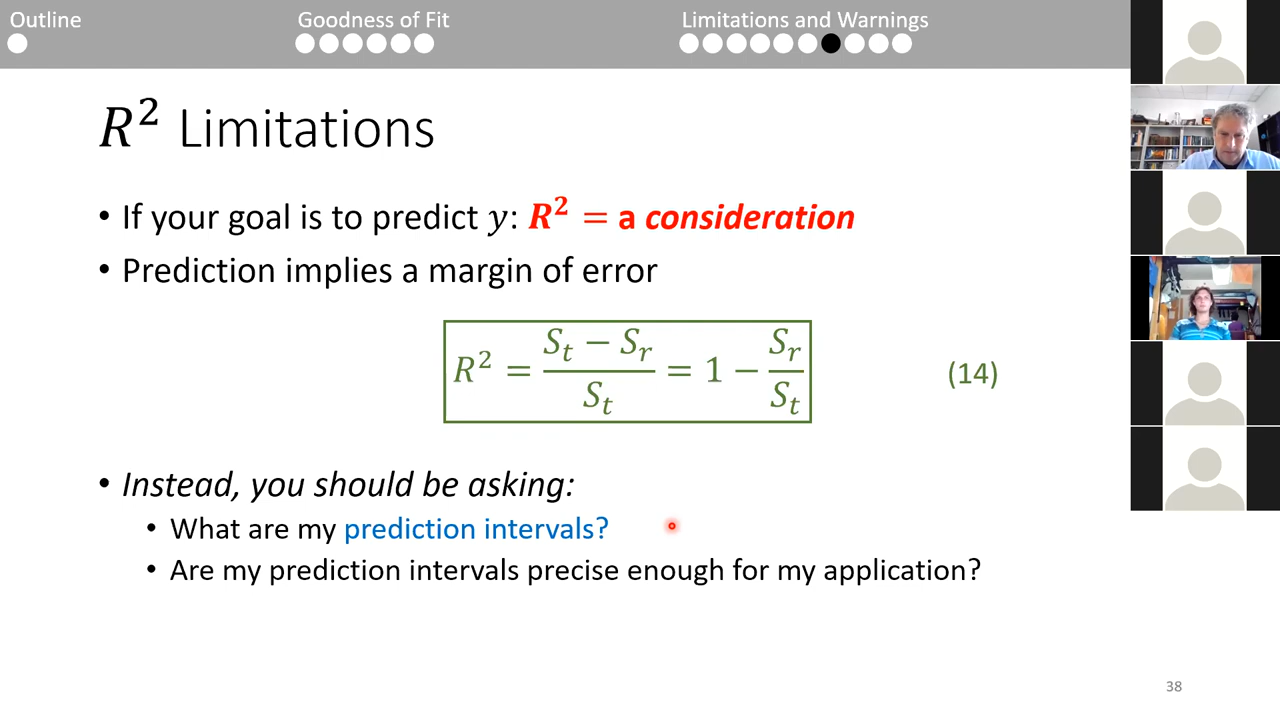 Outline
Goodness of Fit
Limitations and Warnings
R² Limitations
• If your goal is to predict y: R² = a consideration
• Prediction implies a margin of error
R² = (Sₜ − Sᵣ)/Sₜ = 1 − Sᵣ/Sₜ (14)
• Instead, you should be asking:
• What are my prediction intervals?
• Are my prediction intervals precise enough for my application?
38